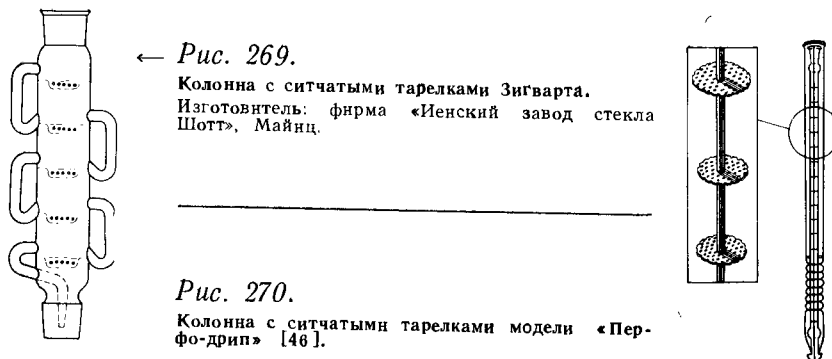 ← Рис. 269.
Колонна с ситчатыми тарелками Зигварта.
Изготовитель: фирма «Иенский завод стекла
Шотт», Майнц.
Рис. 270.
Колонна с ситчатыми тарелками модели «Пер-
фо-дрип» [46].